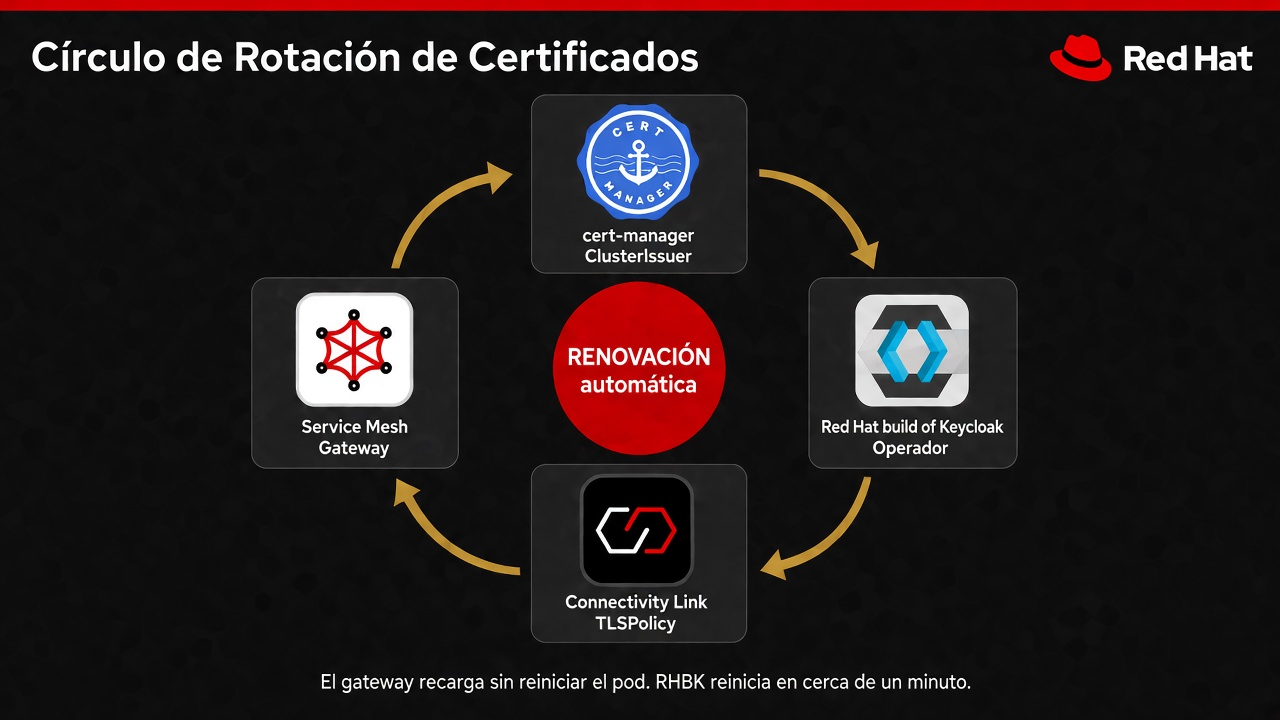 Círculo de Rotación de Certificados
Red Hat
CERT
MANAGER
cert-manager
ClusterIssuer
Service Mesh
Gateway
RENOVACIÓN
automática
Red Hat build of Keycloak
Operador
Connectivity Link
TLSPolicy
El gateway recarga sin reiniciar el pod. RHBK reinicia en cerca de un minuto.